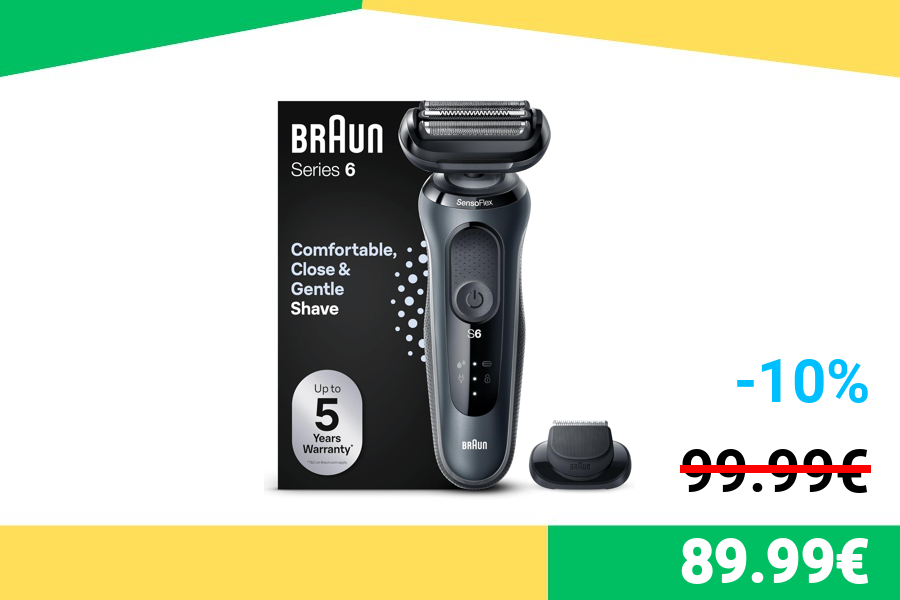 BRAUN
Series 6
Comfortable,
Close &
Gentle
Shave
Up to
5
Years
Warranty*
SensoFlex
S6
BRAUN
BRAUN
-10%
99.99€
89.99€